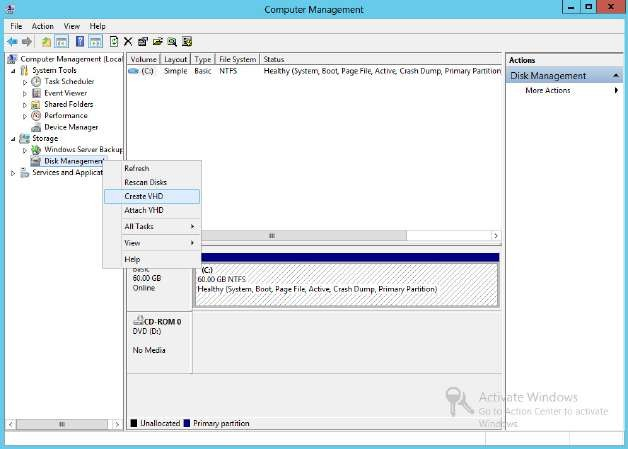 Computer Management
File Action View Help
Computer Management (Local
System Tools
Task Scheduler
Event Viewer
Shared Folders
Performance
Device Manager
Storage
Windows Server Backup
Disk Management
Services and Applicat
Volume Layout Type File System Status
(C:) Simple Basic NTFS Healthy (System, Boot, Page File, Active, Crash Dump, Primary Partition
Actions
Disk Management
More Actions
Refresh
Rescan Disks
Create VHD
Attach VHD
All Tasks
View
Help
Basic
60.00 GB
Online
(C:)
60.00 GB NTFS
Healthy (System, Boot, Page File, Active, Crash Dump, Primary Partition)
CD-ROM 0
DVD (D:)
No Media
Unallocated Primary partition
Activate Windows
Go to Action Center to activate
Windows.